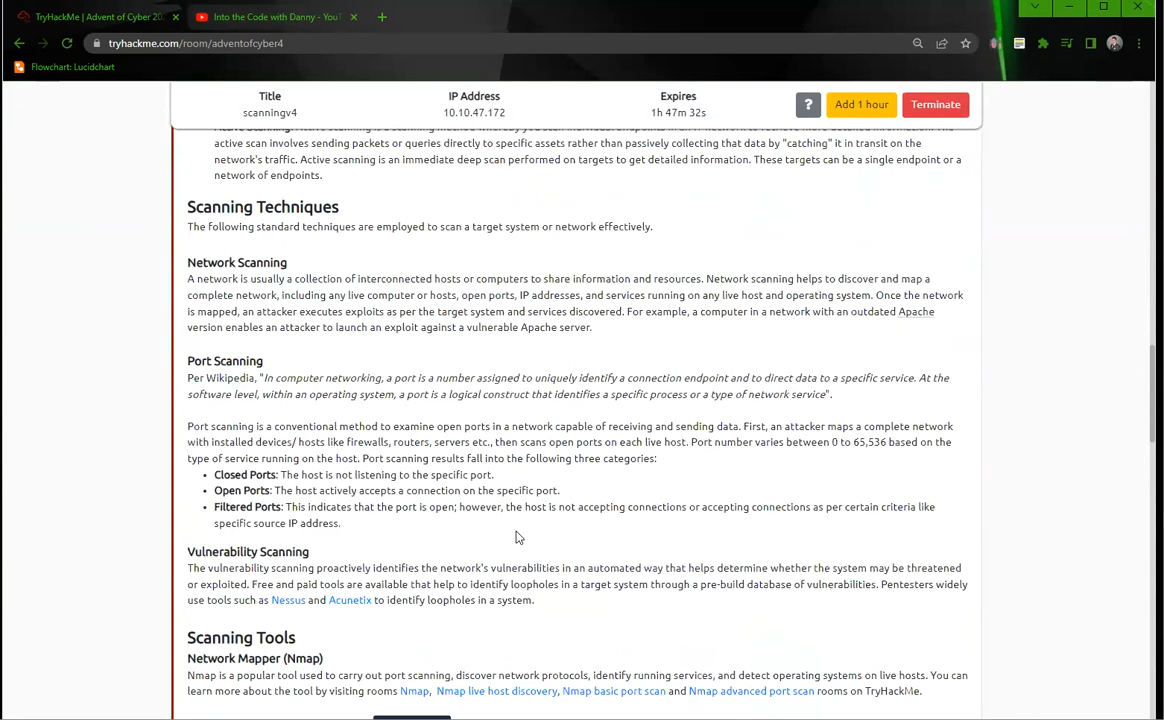 TryHackMe | Advent of Cyber 20
Into the Code with Danny - YouT
tryhackme.com/room/adventofcyber4
Flowchart: Lucidchart
Title
IP Address
Expires
scanningv4
10.10.47.172
1h 47m 32s
?
Add 1 hour
Terminate
active scan involves sending packets or queries directly to specific assets rather than passively collecting that data by "catching" it in transit on the
network's traffic. Active scanning is an immediate deep scan performed on targets to get detailed information. These targets can be a single endpoint or a
network of endpoints.
Scanning Techniques
The following standard techniques are employed to scan a target system or network effectively.
Network Scanning
A network is usually a collection of interconnected hosts or computers to share information and resources. Network scanning helps to discover and map a
complete network, including any live computer or hosts, open ports, IP addresses, and services running on any live host and operating system. Once the network
is mapped, an attacker executes exploits as per the target system and services discovered. For example, a computer in a network with an outdated Apache
version enables an attacker to launch an exploit against a vulnerable Apache server.
Port Scanning
Per Wikipedia, "In computer networking, a port is a number assigned to uniquely identify a connection endpoint and to direct data to a specific service. At the
software level, within an operating system, a port is a logical construct that identifies a specific process or a type of network service".
Port scanning is a conventional method to examine open ports in a network capable of receiving and sending data. First, an attacker maps a complete network
with installed devices/ hosts like firewalls, routers, servers etc., then scans open ports on each live host. Port number varies between 0 to 65,536 based on the
type of service running on the host. Port scanning results fall into the following three categories:
• Closed Ports: The host is not listening to the specific port.
• Open Ports: The host actively accepts a connection on the specific port.
• Filtered Ports: This indicates that the port is open; however, the host is not accepting connections or accepting connections as per certain criteria like
specific source IP address.
Vulnerability Scanning
The vulnerability scanning proactively identifies the network's vulnerabilities in an automated way that helps determine whether the system may be threatened
or exploited. Free and paid tools are available that help to identify loopholes in a target system through a pre-build database of vulnerabilities. Pentesters widely
use tools such as Nessus and Acunetix to identify loopholes in a system.
Scanning Tools
Network Mapper (Nmap)
Nmap is a popular tool used to carry out port scanning, discover network protocols, identify running services, and detect operating systems on live hosts. You can
learn more about the tool by visiting rooms Nmap, Nmap live host discovery, Nmap basic port scan and Nmap advanced port scan rooms on TryHackMe.